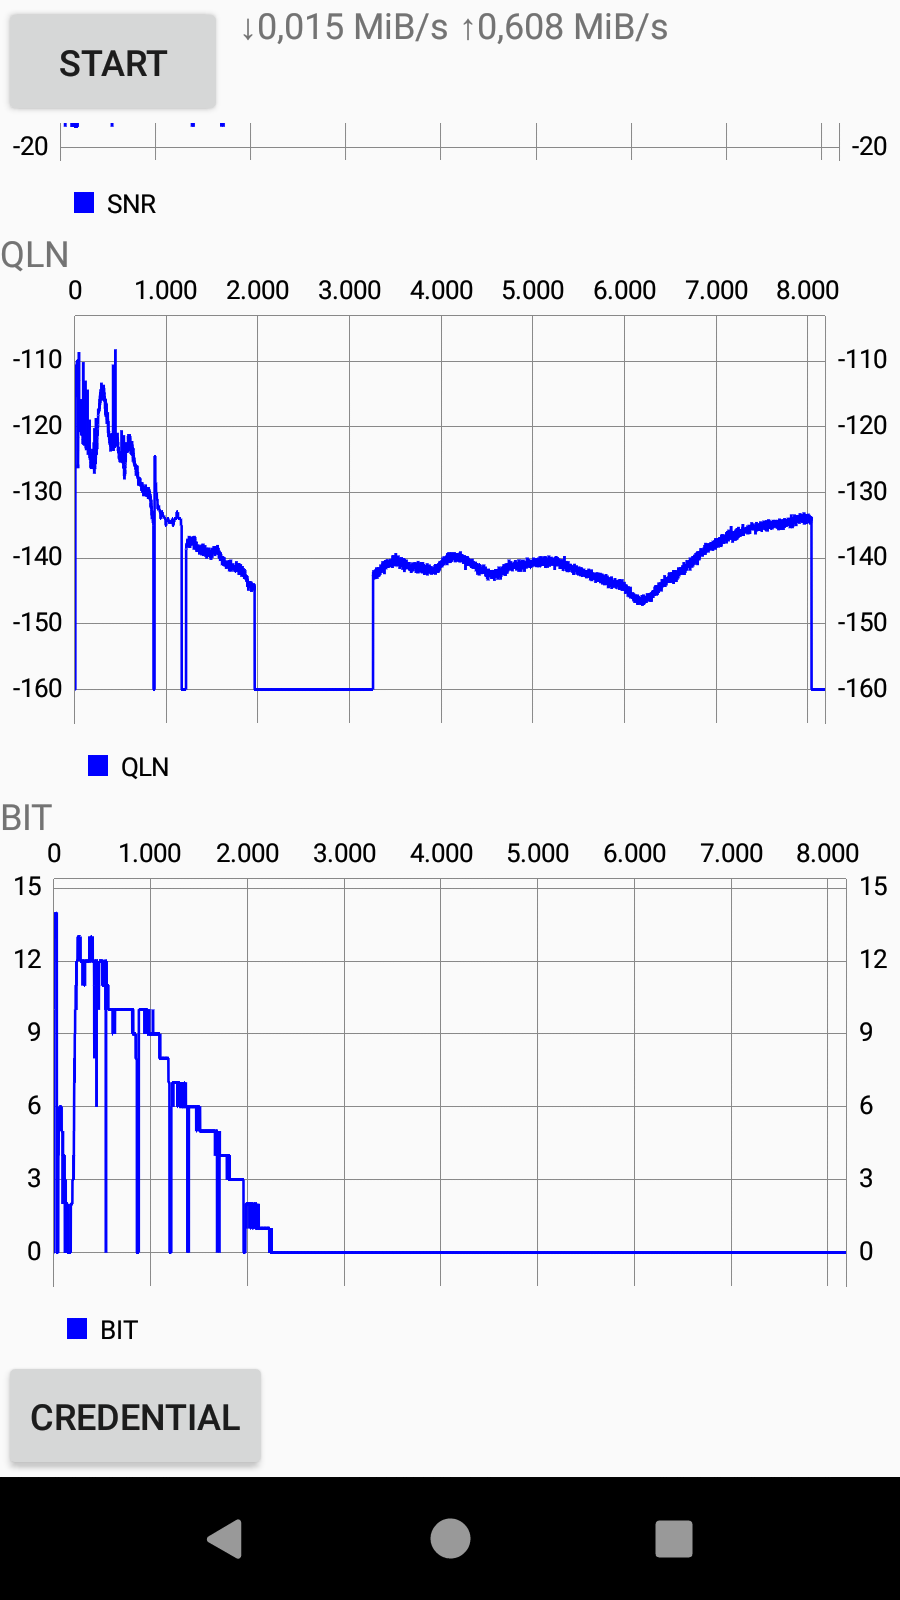 ↓0,015 MiB/s ↑0,608 MiB/s
START
-20 -20
SNR
QLN
0 1.000 2.000 3.000 4.000 5.000 6.000 7.000 8.000
-110 -110
-120 -120
-130 -130
-140 -140
-150 -150
-160 -160
QLN
BIT
0 1.000 2.000 3.000 4.000 5.000 6.000 7.000 8.000
15 15
12 12
9 9
6 6
3 3
0 0
BIT
CREDENTIAL